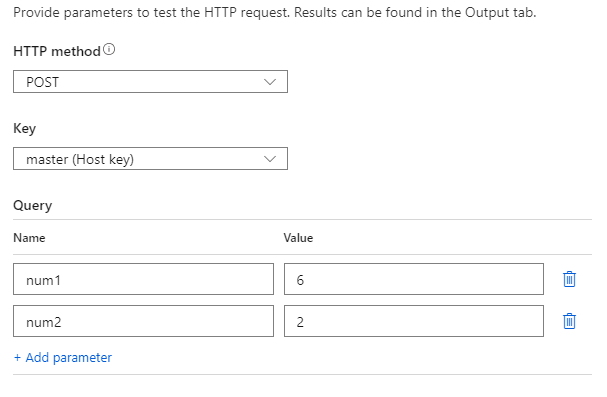 Provide parameters to test the HTTP request. Results can be found in the Output tab.
HTTP method
POST
Key
master (Host key)
Query
Name Value
num1 6
num2 2
+ Add parameter